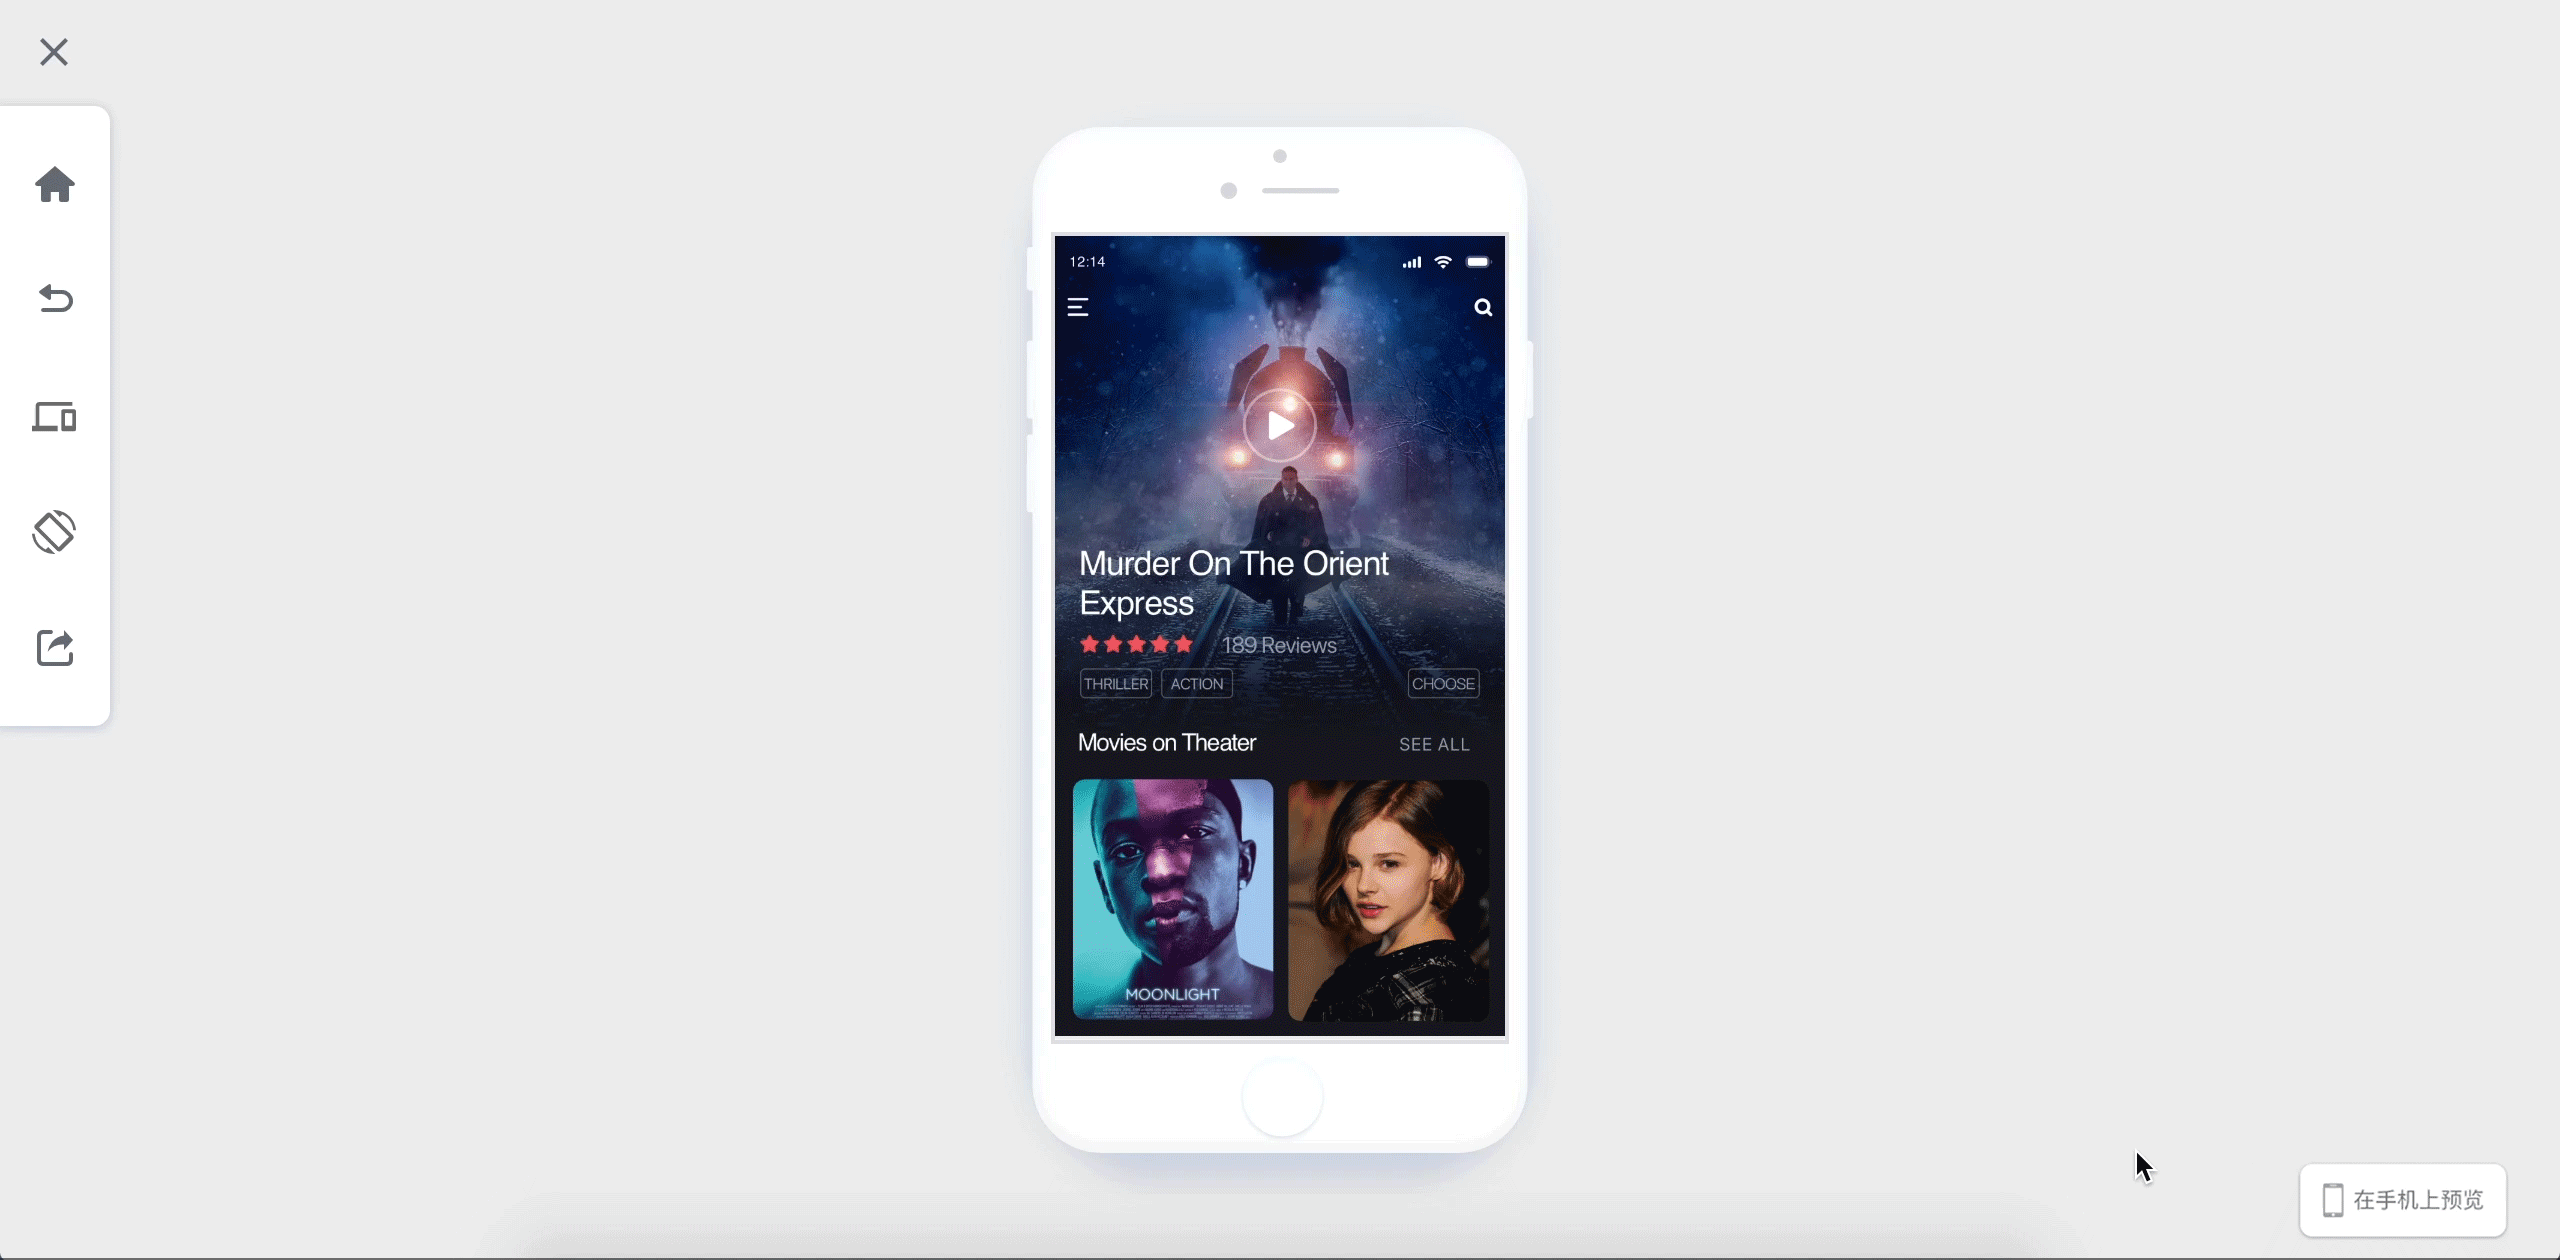 12:14
Murder On The Orient
Express
189 Reviews
THRILLER ACTION CHOOSE
Movies on Theater SEE ALL
MOONLIGHT
在手机上预览